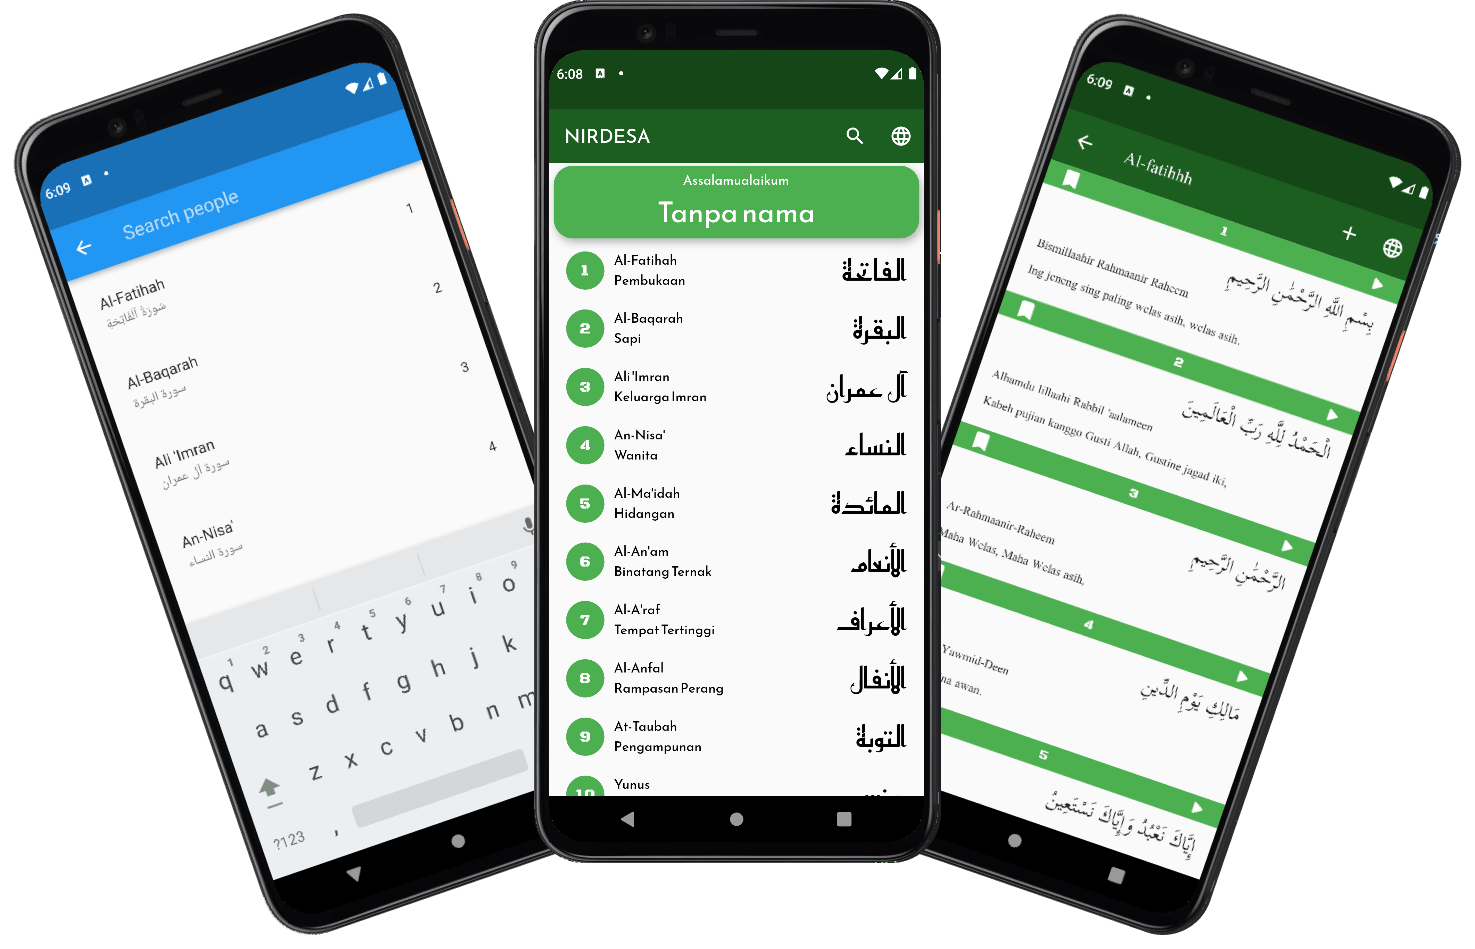 6:09
Search people
Al-Fatihah
1
سورة الفاتحة
Al-Baqarah
2
سورة البقرة
Ali 'Imran
3
سورة آل عمران
An-Nisa'
4
سورة النساء
1 2 3 4 5 6 7 8 9
q w e r t y u i o
a s d f g h j k
z x c v b n m
?123 ,
6:08
NIRDESA
Assalamualaikum
Tanpa nama
1 Al-Fatihah الفاتحة
Pembukaan
2 Al-Baqarah البقرة
Sapi
3 Ali 'Imran آل عمران
Keluarga Imran
4 An-Nisa' النساء
Wanita
5 Al-Ma'idah المائدة
Hidangan
6 Al-An'am الأنعام
Binatang Ternak
7 Al-A'raf الأعراف
Tempat Tertinggi
8 Al-Anfal الأنفال
Rampasan Perang
9 At-Taubah التوبة
Pengampunan
10 Yunus
6:09
Al-fatihhh
1
بِسْمِ اللَّهِ الرَّحْمَٰنِ الرَّحِيمِ
Bismillaahir Rahmaanir Raheem
Ing jeneng sing paling welas asih, welas asih.
2
الْحَمْدُ لِلَّهِ رَبِّ الْعَالَمِينَ
Alhamdu lillaahi Rabbil 'aalameen
Kabeh pujian kanggo Gusti Allah, Gustine jagad iki,
3
الرَّحْمَٰنِ الرَّحِيمِ
Ar-Rahmaanir-Raheem
Maha Welas, Maha Welas asih,
4
مَالِكِ يَوْمِ الدِّينِ
Yawmid-Deen
na awan.
5
إِيَّاكَ نَعْبُدُ وَإِيَّاكَ نَسْتَعِينُ